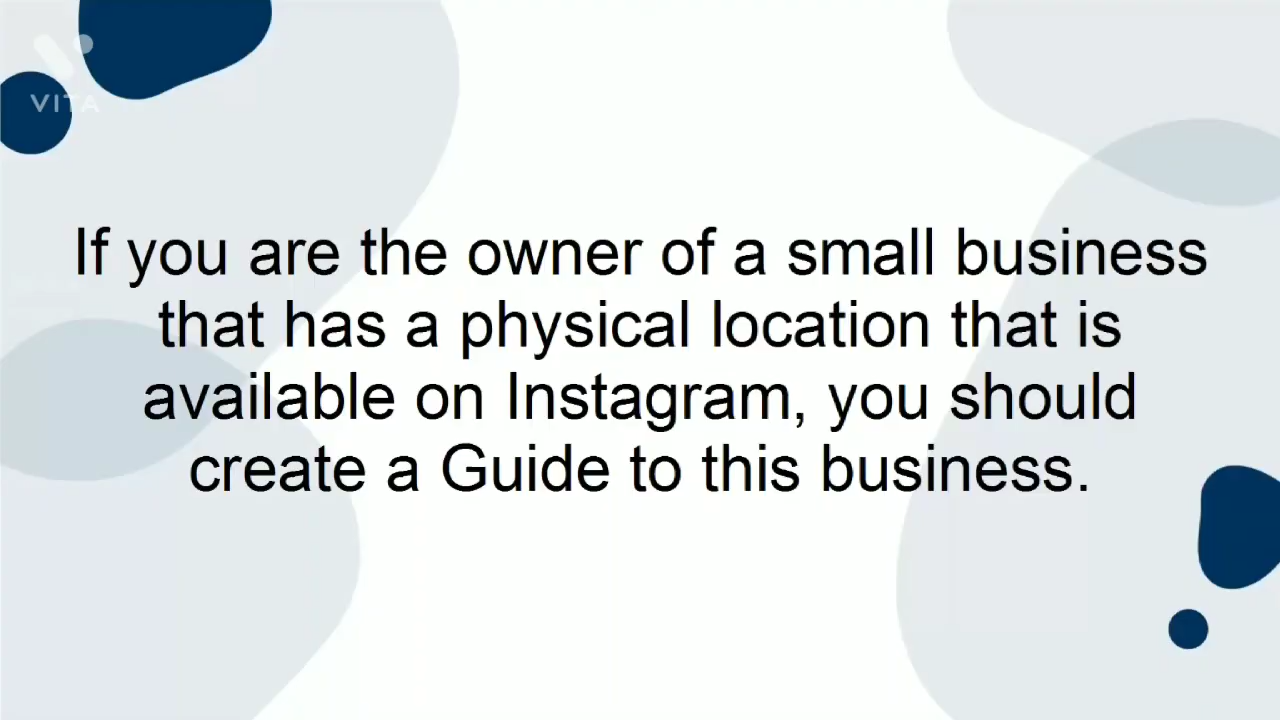 VITA
If you are the owner of a small business
that has a physical location that is
available on Instagram, you should
create a Guide to this business.